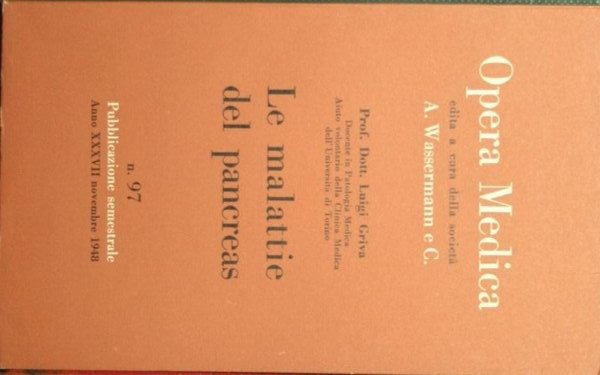 Opera Medica
edita a cura della società
A. Wassermann e C.
Prof. Dott. Luigi Griva
Docente in Patologia Medica
Aiuto volontario della Clinica Medica
dell'Università di Torino
Le malattie
del pancreas
n. 97
Pubblicazione semestrale
Anno XXXVII novembre 1948